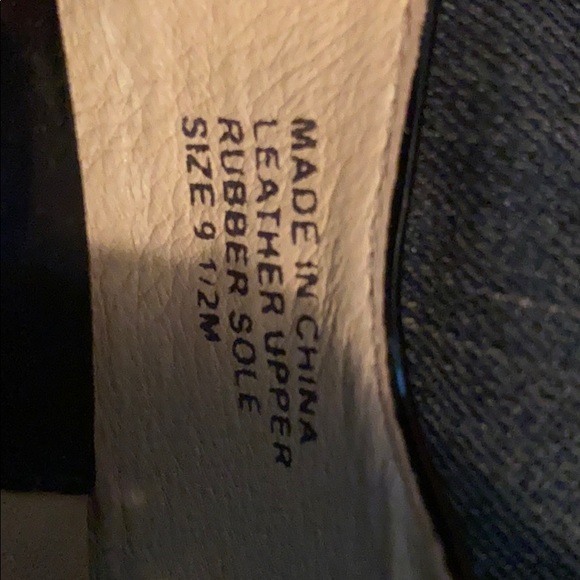 MADE IN CHINA
LEATHER UPPER
RUBBER SOLE
SIZE 9 1/2M